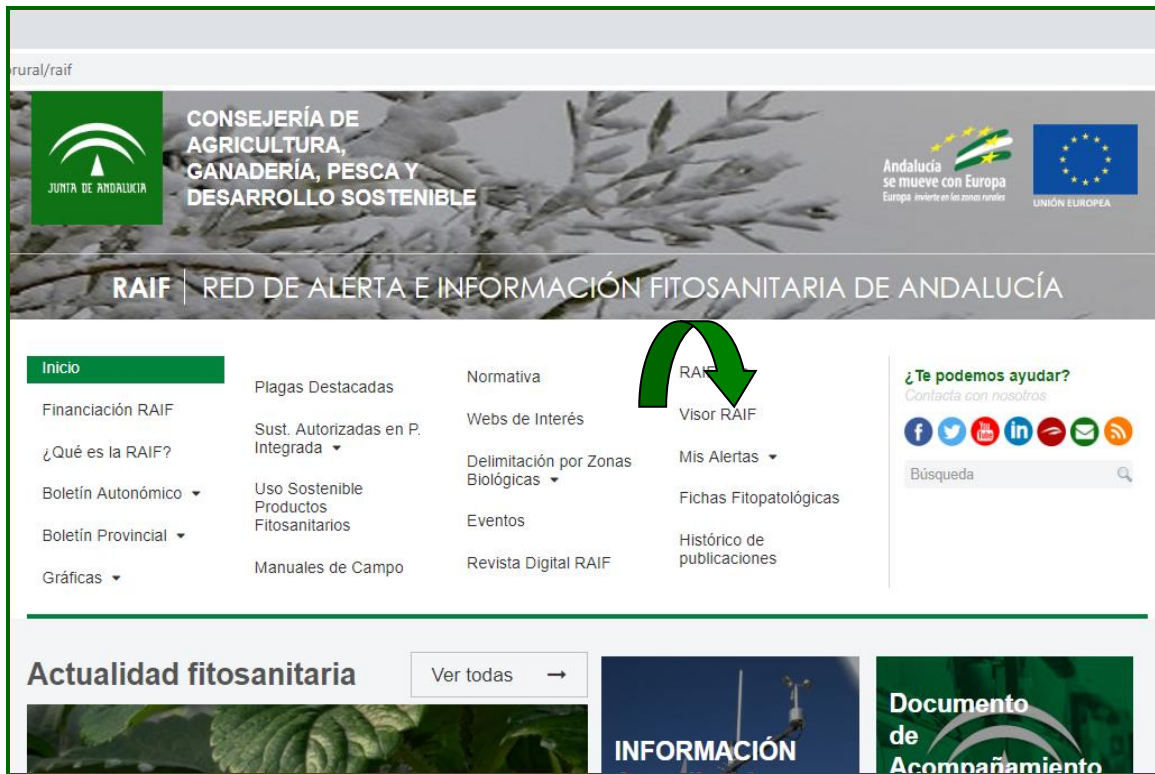 rural/raif
JUNTA DE ANDALUCIA
CONSEJERÍA DE
AGRICULTURA,
GANADERÍA, PESCA Y
DESARROLLO SOSTENIBLE
Andalucía
se mueve con Europa
Europa invierte en las zonas rurales
UNIÓN EUROPEA
RAIF | RED DE ALERTA E INFORMACIÓN FITOSANITARIA DE ANDALUCÍA
Inicio
Financiación RAIF
¿Qué es la RAIF?
Boletín Autonómico
Boletín Provincial
Gráficas
Plagas Destacadas
Sust. Autorizadas en P.
Integrada
Uso Sostenible
Productos
Fitosanitarios
Manuales de Campo
Normativa
Webs de Interés
Delimitación por Zonas
Biológicas
Eventos
Revista Digital RAIF
Visor RAIF
Mis Alertas
Fichas Fitopatológicas
Histórico de
publicaciones
¿Te podemos ayudar?
Contacta con nosotros
Búsqueda
Actualidad fitosanitaria
Ver todas →
INFORMACIÓN
Documento
de
Acompañamiento